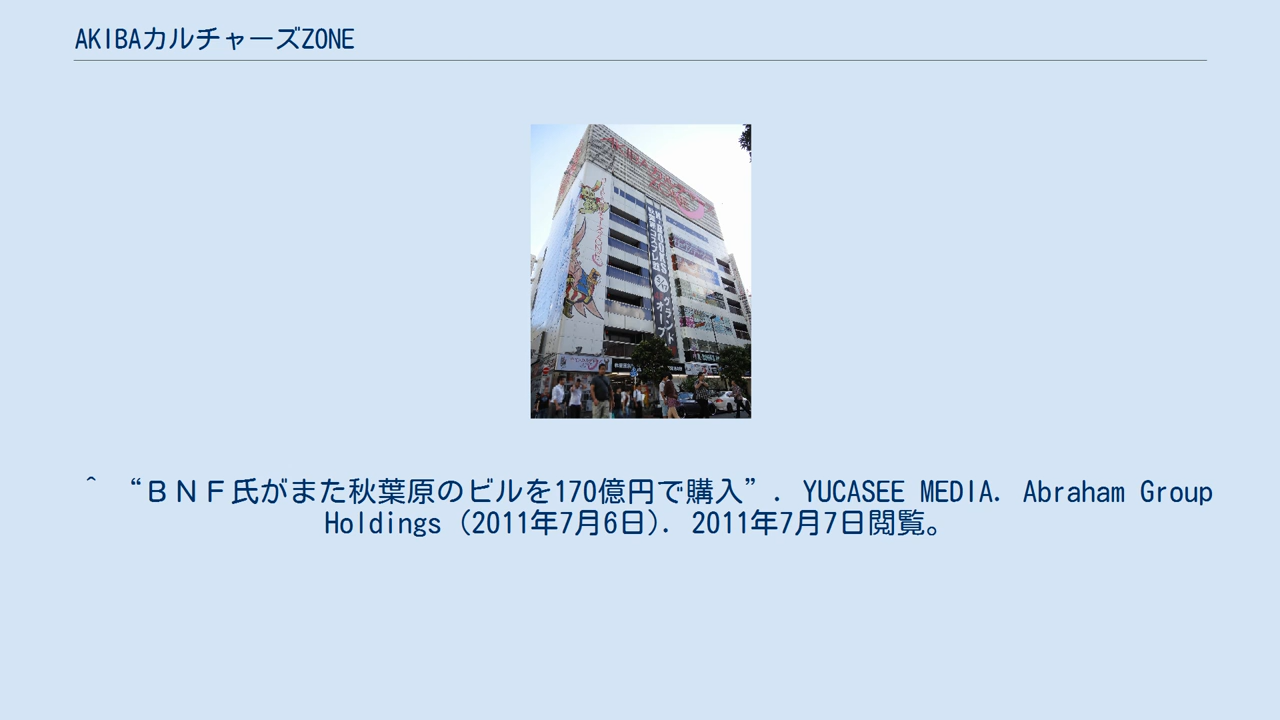 AKIBAカルチャーズZONE
^ “ＢＮＦ氏がまた秋葉原のビルを170億円で購入”. YUCASEE MEDIA. Abraham Group
Holdings (2011年7月6日). 2011年7月7日閲覧。